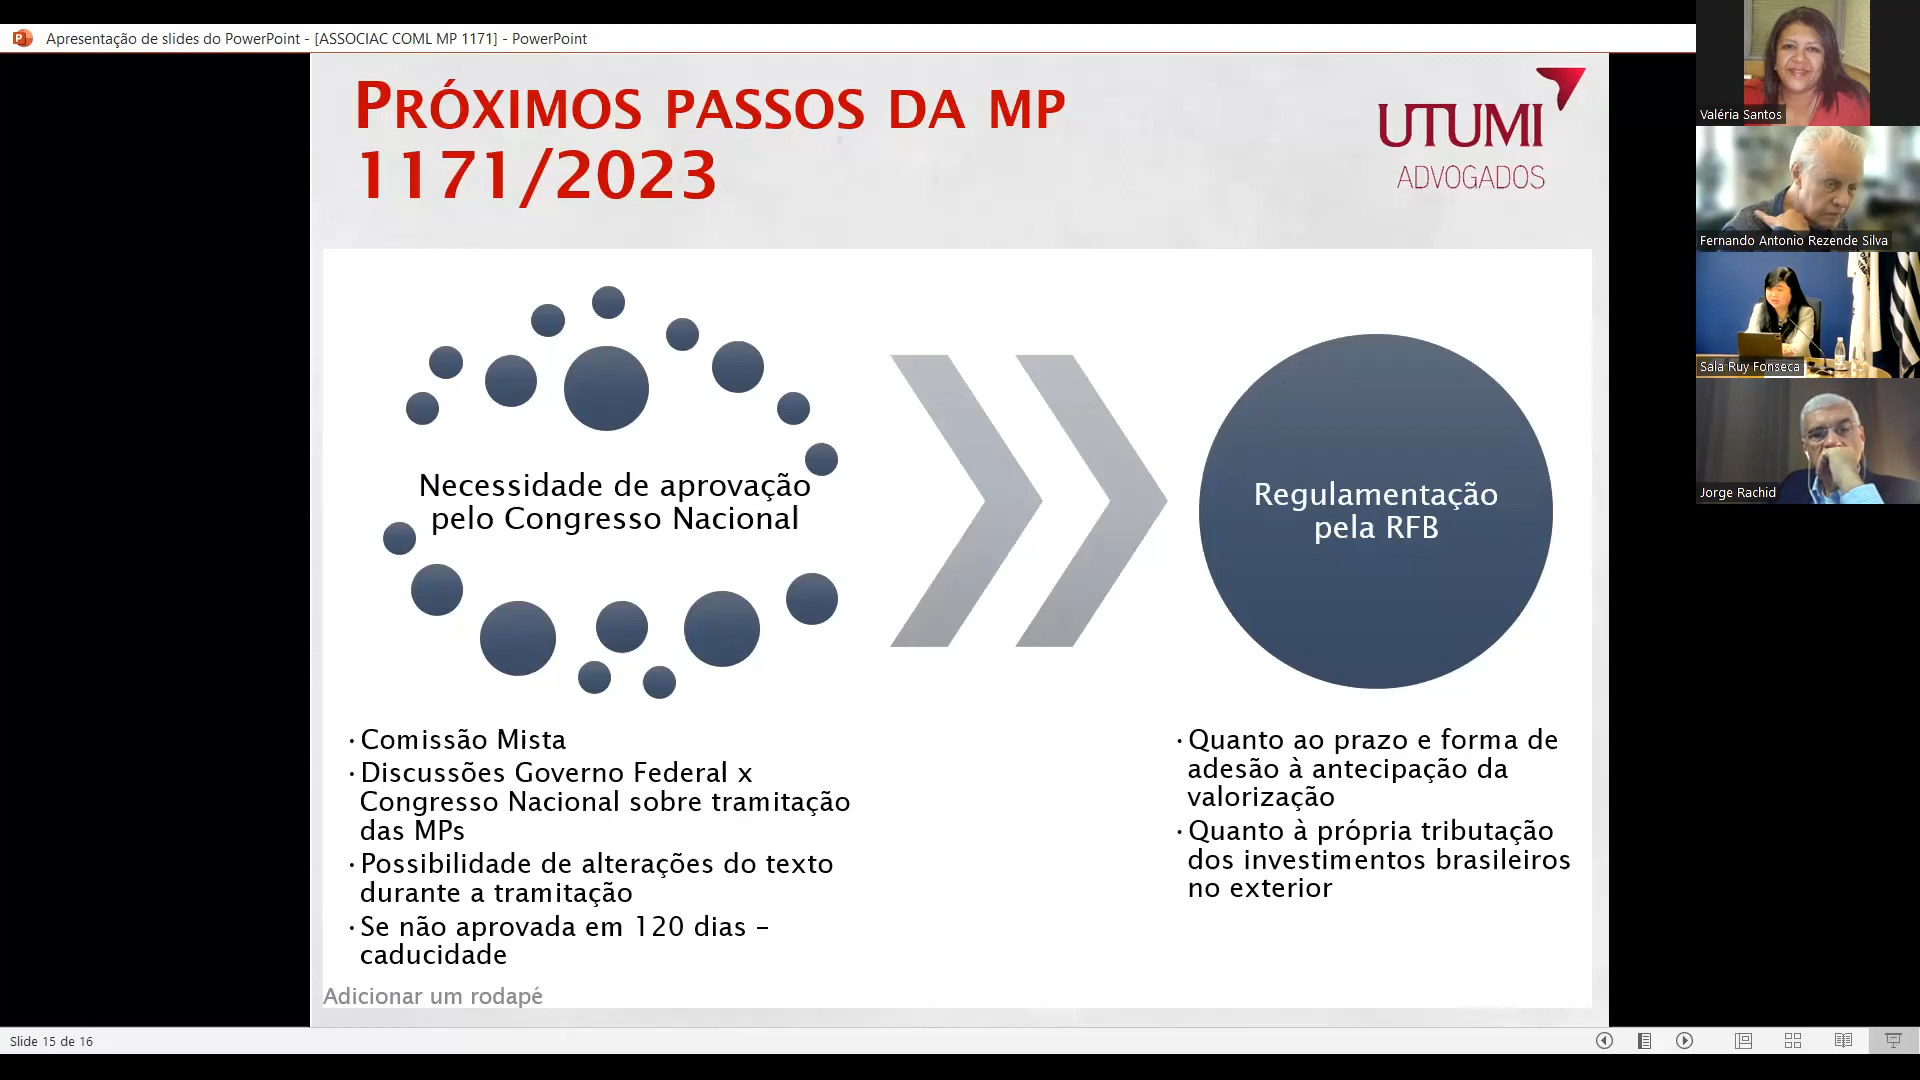 Apresentação de slides do PowerPoint - [ASSOCIAC COML MP 1171] - PowerPoint
PRÓXIMOS PASSOS DA MP
1171/2023
UTUMI
ADVOGADOS
Necessidade de aprovação
pelo Congresso Nacional
Regulamentação
pela RFB
·Comissão Mista
·Discussões Governo Federal x
Congresso Nacional sobre tramitação
das MPs
·Possibilidade de alterações do texto
durante a tramitação
·Se não aprovada em 120 dias –
caducidade
·Quanto ao prazo e forma de
adesão à antecipação da
valorização
·Quanto à própria tributação
dos investimentos brasileiros
no exterior
Adicionar um rodapé
Slide 15 de 16
Valéria Santos
Fernando Antonio Rezende Silva
Sala Ruy Fonseca
Jorge Rachid